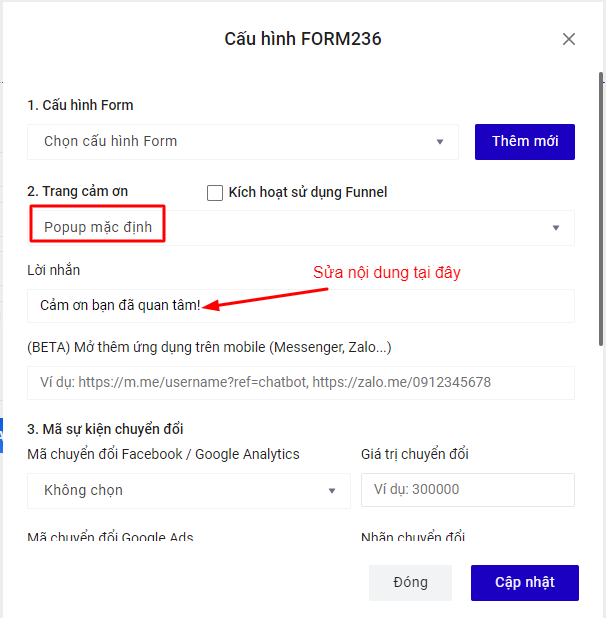 Cấu hình FORM236
1. Cấu hình Form
Chọn cấu hình Form
Thêm mới
2. Trang cảm ơn
Kích hoạt sử dụng Funnel
Popup mặc định
Lời nhắn
Sửa nội dung tại đây
Cảm ơn bạn đã quan tâm!
(BETA) Mở thêm ứng dụng trên mobile (Messenger, Zalo...)
Ví dụ: https://m.me/username?ref=chatbot, https://zalo.me/0912345678
3. Mã sự kiện chuyển đổi
Mã chuyển đổi Facebook / Google Analytics
Giá trị chuyển đổi
Không chọn
Ví dụ: 300000
Mã chuyển đổi Google Ads
Nhãn chuyển đổi
Đóng
Cập nhật